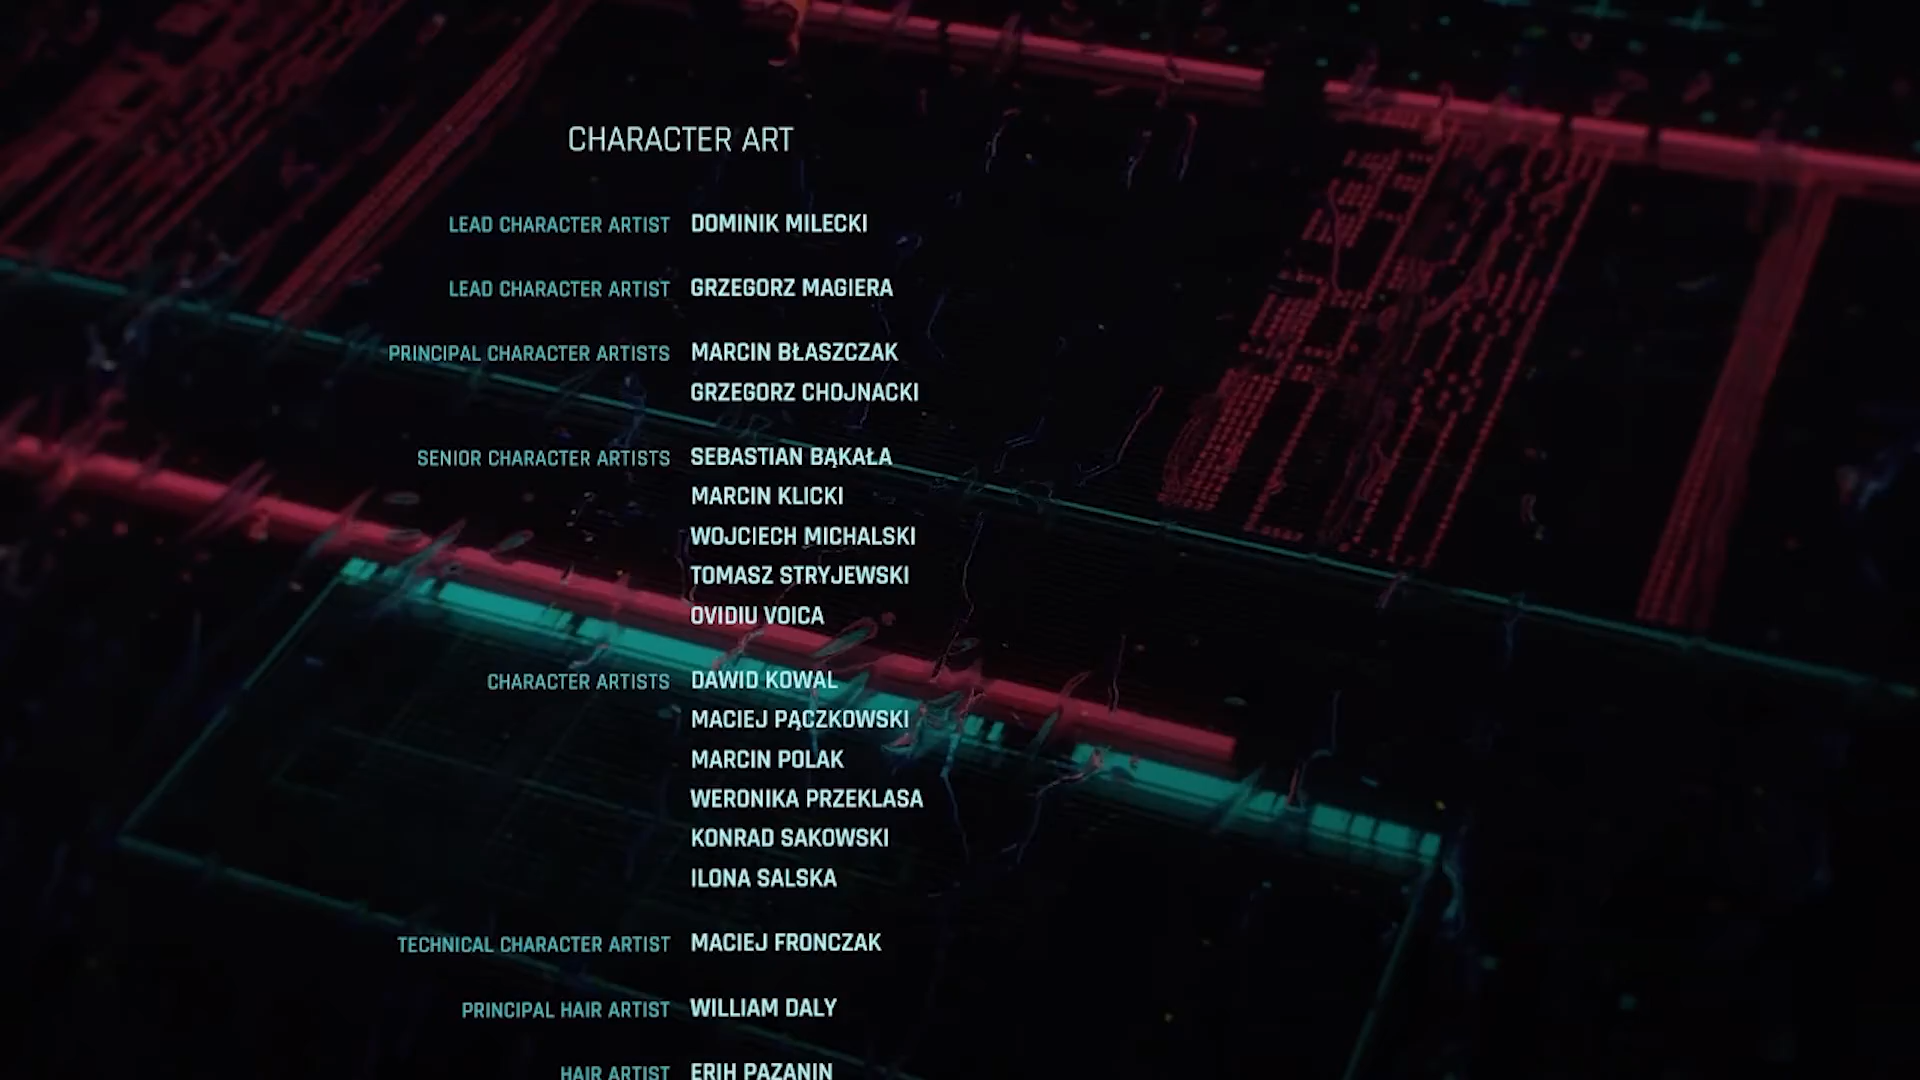 CHARACTER ART
LEAD CHARACTER ARTIST DOMINIK MILECKI
LEAD CHARACTER ARTIST GRZEGORZ MAGIERA
PRINCIPAL CHARACTER ARTISTS MARCIN BŁASZCZAK
GRZEGORZ CHOJNACKI
SENIOR CHARACTER ARTISTS SEBASTIAN BĄKAŁA
MARCIN KLICKI
WOJCIECH MICHALSKI
TOMASZ STRYJEWSKI
OVIDIU VOICA
CHARACTER ARTISTS DAWID KOWAL
MACIEJ PĄCZKOWSKI
MARCIN POLAK
WERONIKA PRZEKLASA
KONRAD SAKOWSKI
ILONA SALSKA
TECHNICAL CHARACTER ARTIST MACIEJ FRONCZAK
PRINCIPAL HAIR ARTIST WILLIAM DALY
HAIR ARTIST ERIH PAZANIN